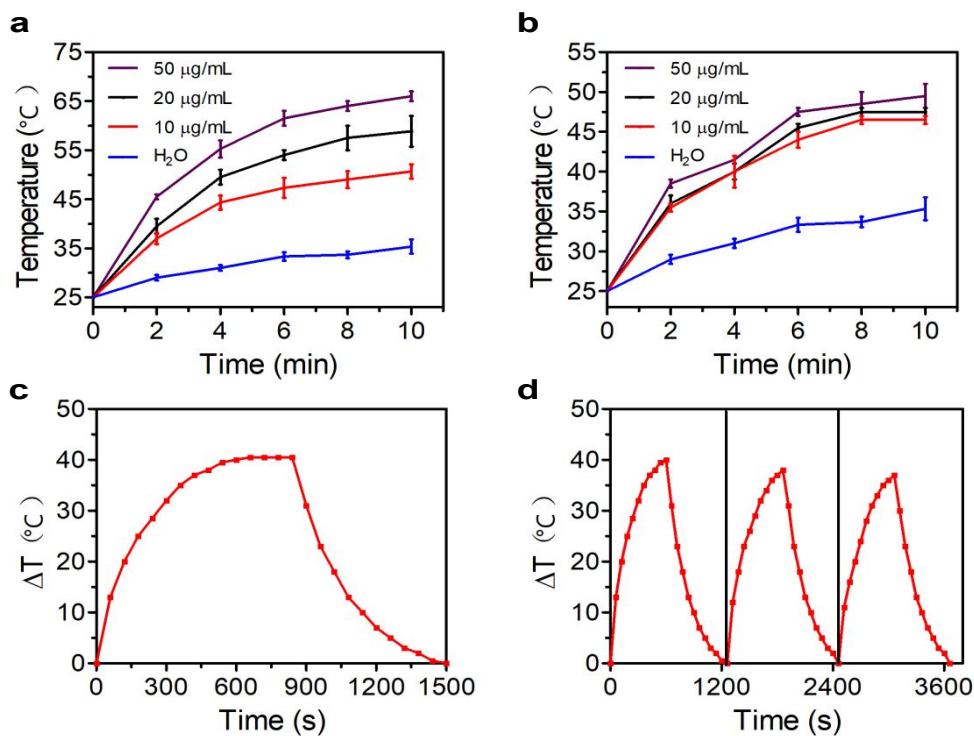 a
75
65
55
45
35
25
Temperature (℃)
50 μg/mL
20 μg/mL
10 μg/mL
H₂O
0 2 4 6 8 10
Time (min)
b
50
45
40
35
30
25
Temperature (℃)
50 μg/mL
20 μg/mL
10 μg/mL
H₂O
0 2 4 6 8 10
Time (min)
c
50
40
30
20
10
0
ΔT (℃)
0 300 600 900 1200 1500
Time (s)
d
50
40
30
20
10
0
ΔT (℃)
0 1200 2400 3600
Time (s)